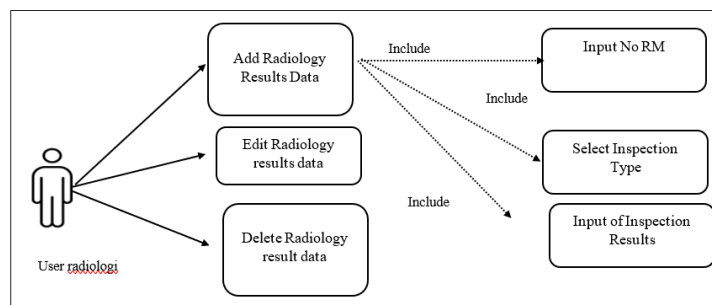 Add Radiology
Results Data
Include
Input No RM
Include
Edit Radiology
results data
Select Inspection
Type
Include
Input of Inspection
Results
Delete Radiology
result data
User radiologi